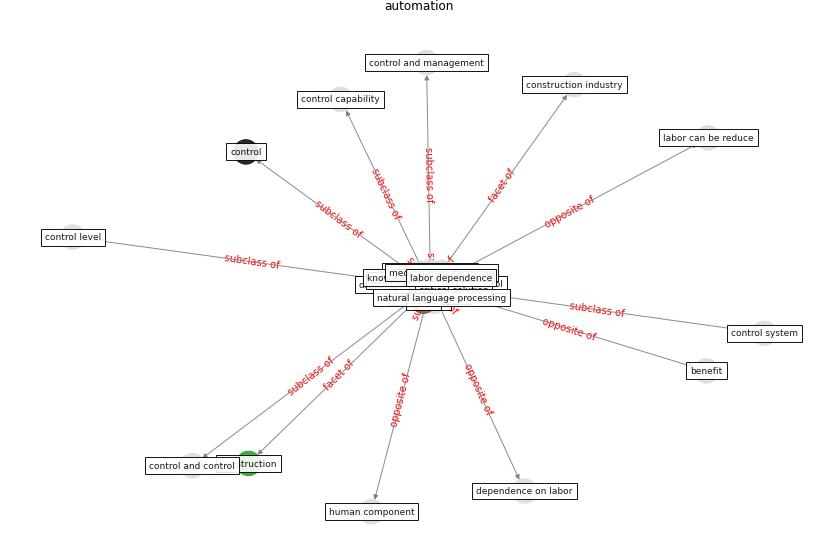 automation
control and management
construction industry
control capability
labor can be reduce
control
subclass of
subclass of
subclass of
facet of
opposite of
control level
subclass of
labor dependence
natural language processing
subclass of
opposite of
control system
benefit
subclass of
facet of
opposite of
opposite of
control and control
dependence on labor
human component